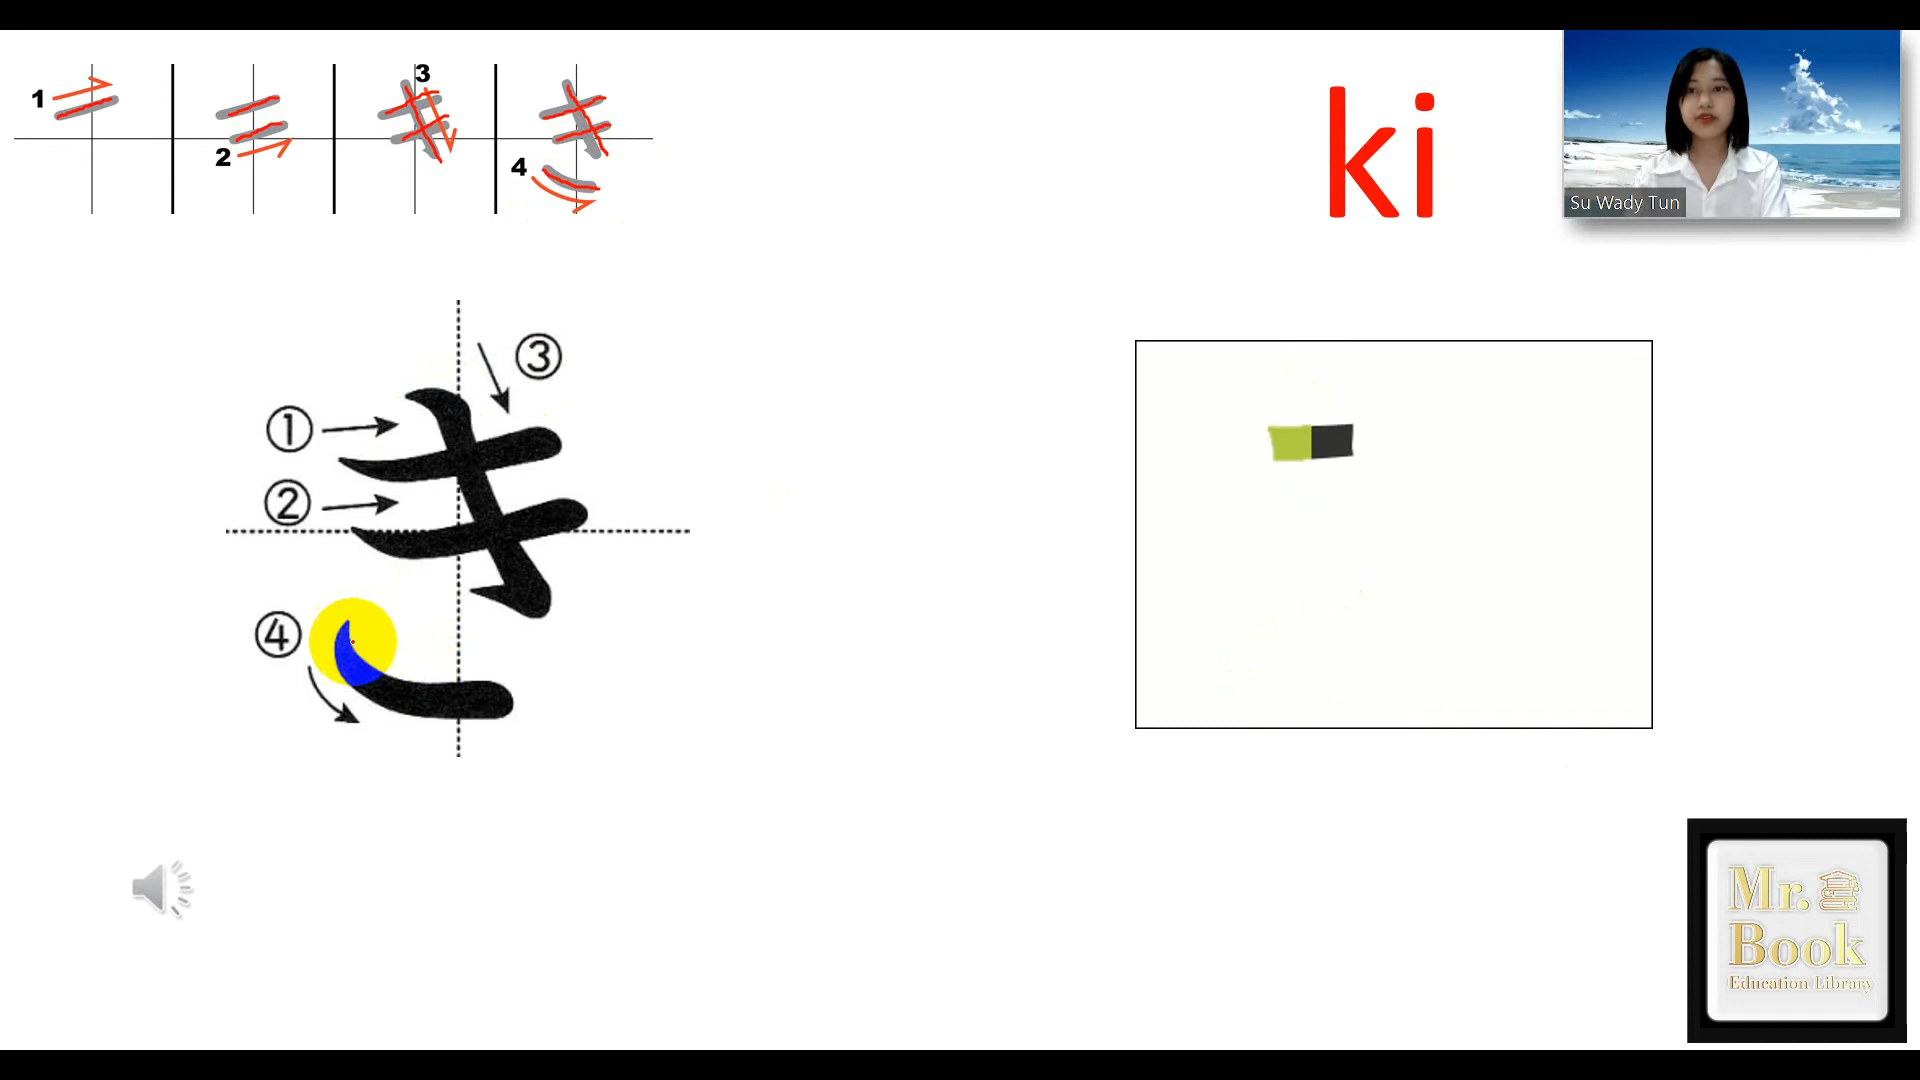 1
2
3
4
ki
Su Wady Tun
き
①
②
③
④
Mr.
Book
Education Library